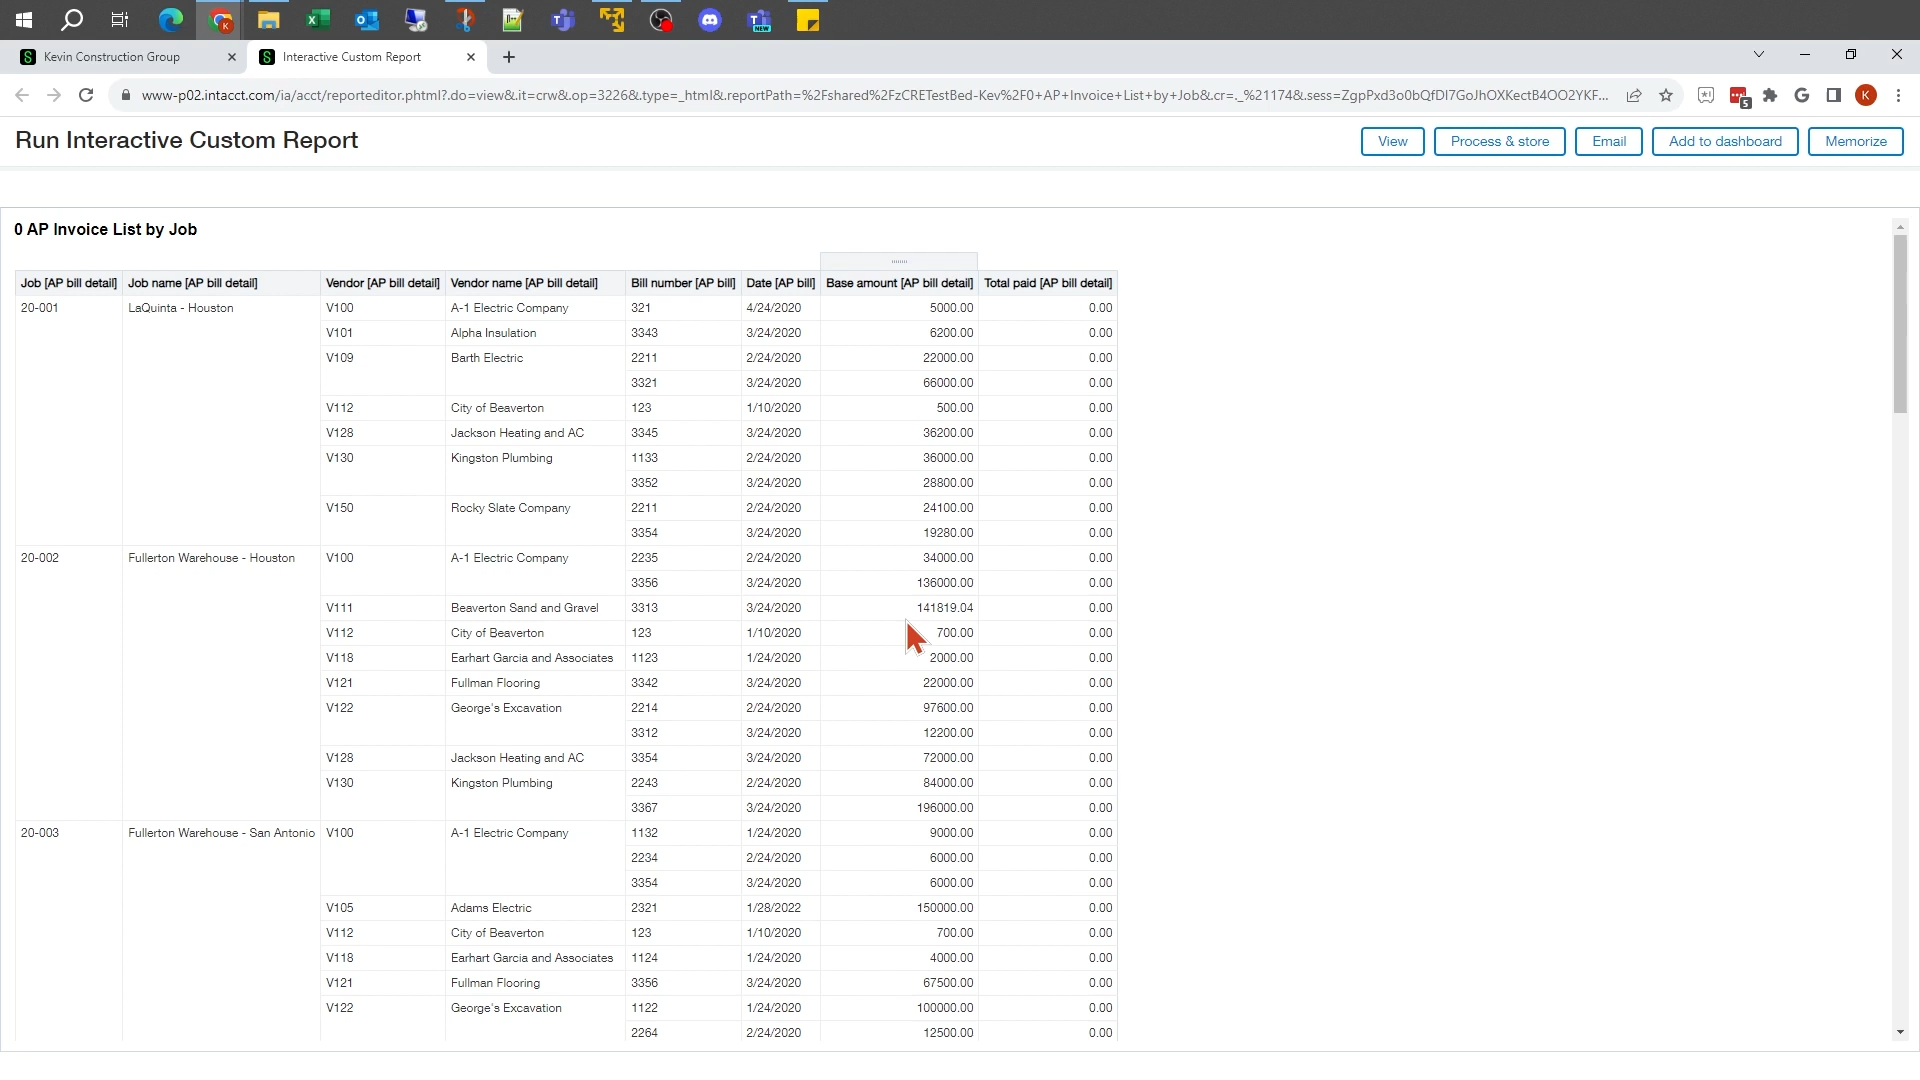 Kevin Construction Group
Interactive Custom Report
www-p02.intacct.com/ia/acct/reporteditor.phtml?.do=view&.it=crw&.op=3226&.type=_html&.reportPath=%2Fshared%2FzCRETestBed-Kev%2F0+AP+Invoice+List+by+Job&.cr=._%21174&.sess=ZgpPxd3o0bQfDI7GoJhOXKectB4OO2YKF...
5
K
Run Interactive Custom Report
View Process & store Email Add to dashboard Memorize
0 AP Invoice List by Job
Job [AP bill detail] Job name [AP bill detail] Vendor [AP bill detail] Vendor name [AP bill detail] Bill number [AP bill] Date [AP bill] Base amount [AP bill detail] Total paid [AP bill detail]
20-001 LaQuinta - Houston V100 A-1 Electric Company 321 4/24/2020 5000.00 0.00
V101 Alpha Insulation 3343 3/24/2020 6200.00 0.00
V109 Barth Electric 2211 2/24/2020 22000.00 0.00
3321 3/24/2020 66000.00 0.00
V112 City of Beaverton 123 1/10/2020 500.00 0.00
V128 Jackson Heating and AC 3345 3/24/2020 36200.00 0.00
V130 Kingston Plumbing 1133 2/24/2020 36000.00 0.00
3352 3/24/2020 28800.00 0.00
V150 Rocky Slate Company 2211 2/24/2020 24100.00 0.00
3354 3/24/2020 19280.00 0.00
20-002 Fullerton Warehouse - Houston V100 A-1 Electric Company 2235 2/24/2020 34000.00 0.00
3356 3/24/2020 136000.00 0.00
V111 Beaverton Sand and Gravel 3313 3/24/2020 141819.04 0.00
V112 City of Beaverton 123 1/10/2020 700.00 0.00
V118 Earhart Garcia and Associates 1123 1/24/2020 2000.00 0.00
V121 Fullman Flooring 3342 3/24/2020 22000.00 0.00
V122 George's Excavation 2214 2/24/2020 97600.00 0.00
3312 3/24/2020 12200.00 0.00
V128 Jackson Heating and AC 3354 3/24/2020 72000.00 0.00
V130 Kingston Plumbing 2243 2/24/2020 84000.00 0.00
3367 3/24/2020 196000.00 0.00
20-003 Fullerton Warehouse - San Antonio V100 A-1 Electric Company 1132 1/24/2020 9000.00 0.00
2234 2/24/2020 6000.00 0.00
3354 3/24/2020 6000.00 0.00
V105 Adams Electric 2321 1/28/2022 150000.00 0.00
V112 City of Beaverton 123 1/10/2020 700.00 0.00
V118 Earhart Garcia and Associates 1124 1/24/2020 4000.00 0.00
V121 Fullman Flooring 3356 3/24/2020 67500.00 0.00
V122 George's Excavation 1122 1/24/2020 100000.00 0.00
2264 2/24/2020 12500.00 0.00